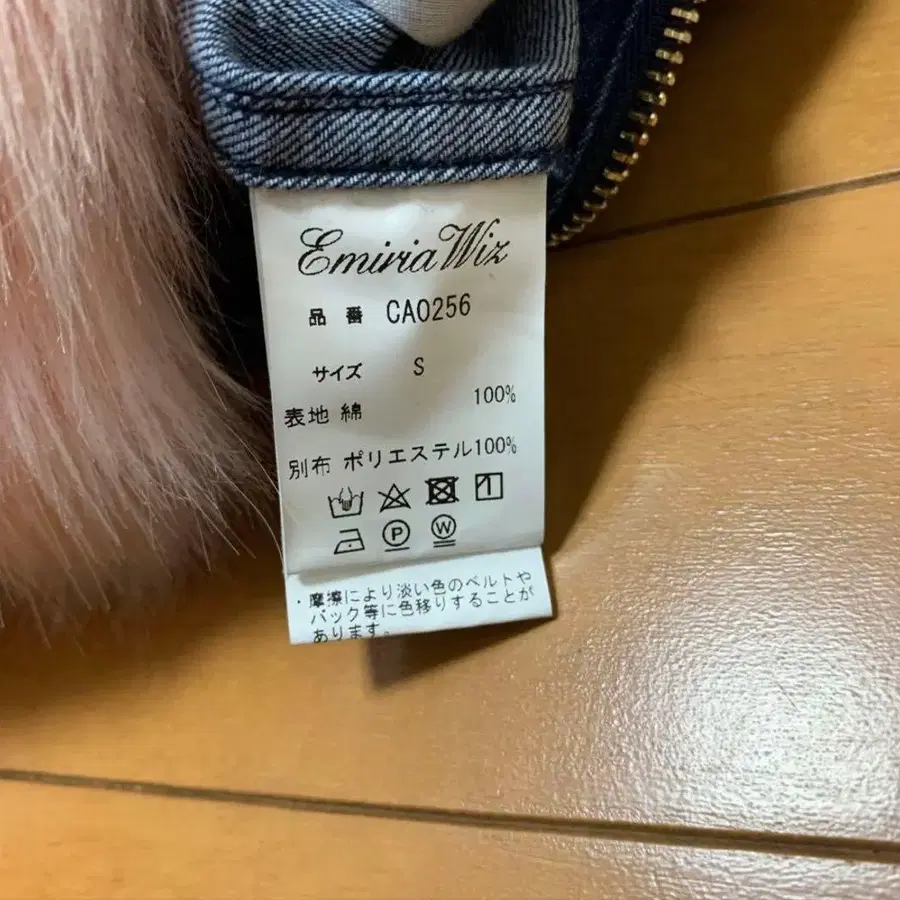 Emiria Wiz
品 番 CA0256
サイズ S
表地 綿 100%
別布 ポリエステル100%
P W
・摩擦により淡い色のベルトや
バック等に色移りすることが
あります。